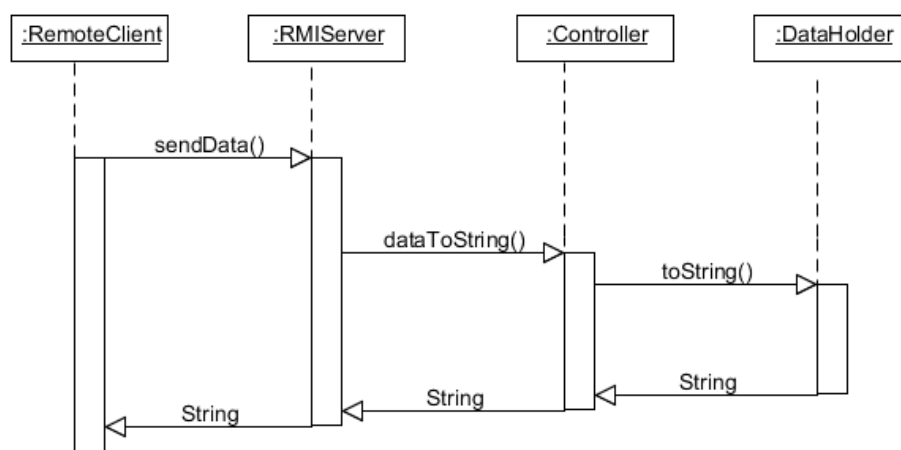 :RemoteClient
:RMIServer
:Controller
:DataHolder
sendData()
dataToString()
toString()
String
String
String